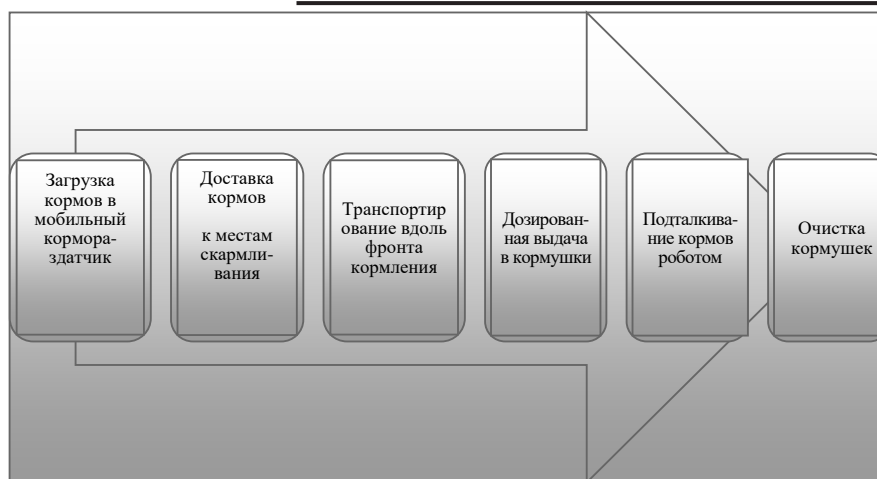 Загрузка
кормов в
мобильный
кормора-
здатчик
Доставка
кормов
к местам
скармли-
вания
Транспортир
ование вдоль
фронта
кормления
Дозирован-
ная выдача
в кормушки
Подталкива-
ние кормов
роботом
Очистка
кормушек